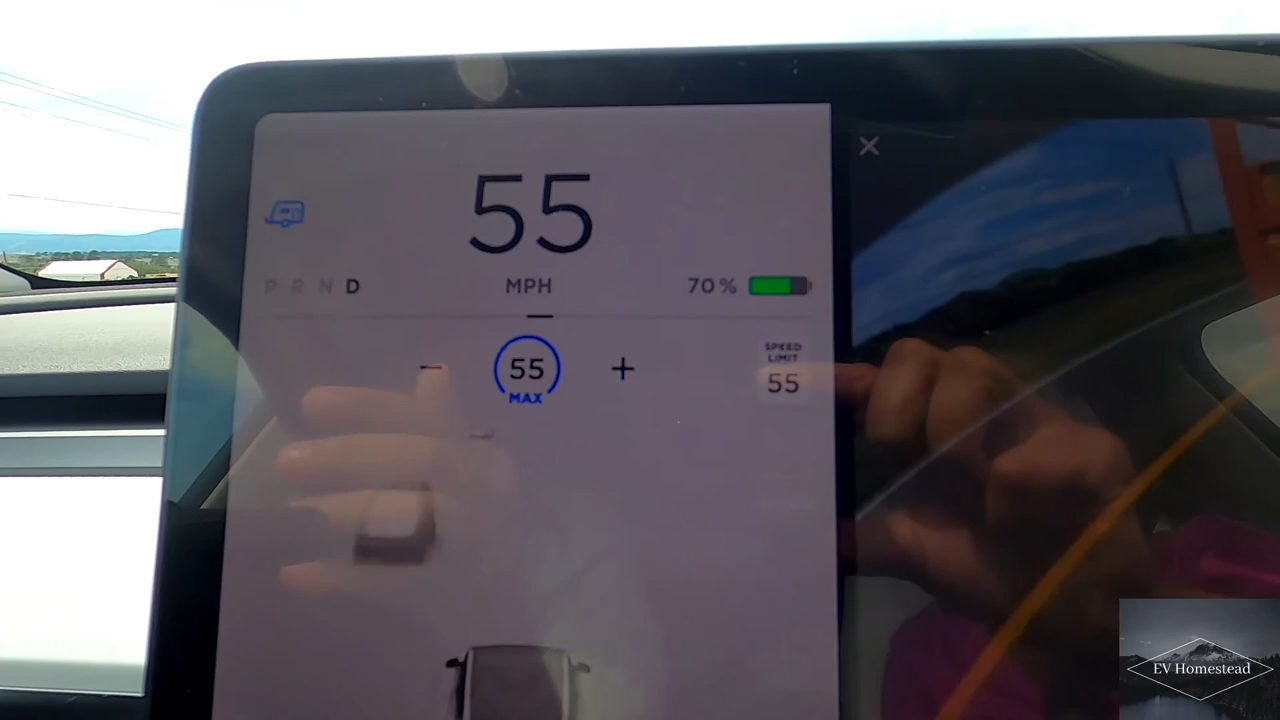 55
P R N D
MPH
70%
- 55 +
MAX
SPEED
LIMIT
55
EV Homestead